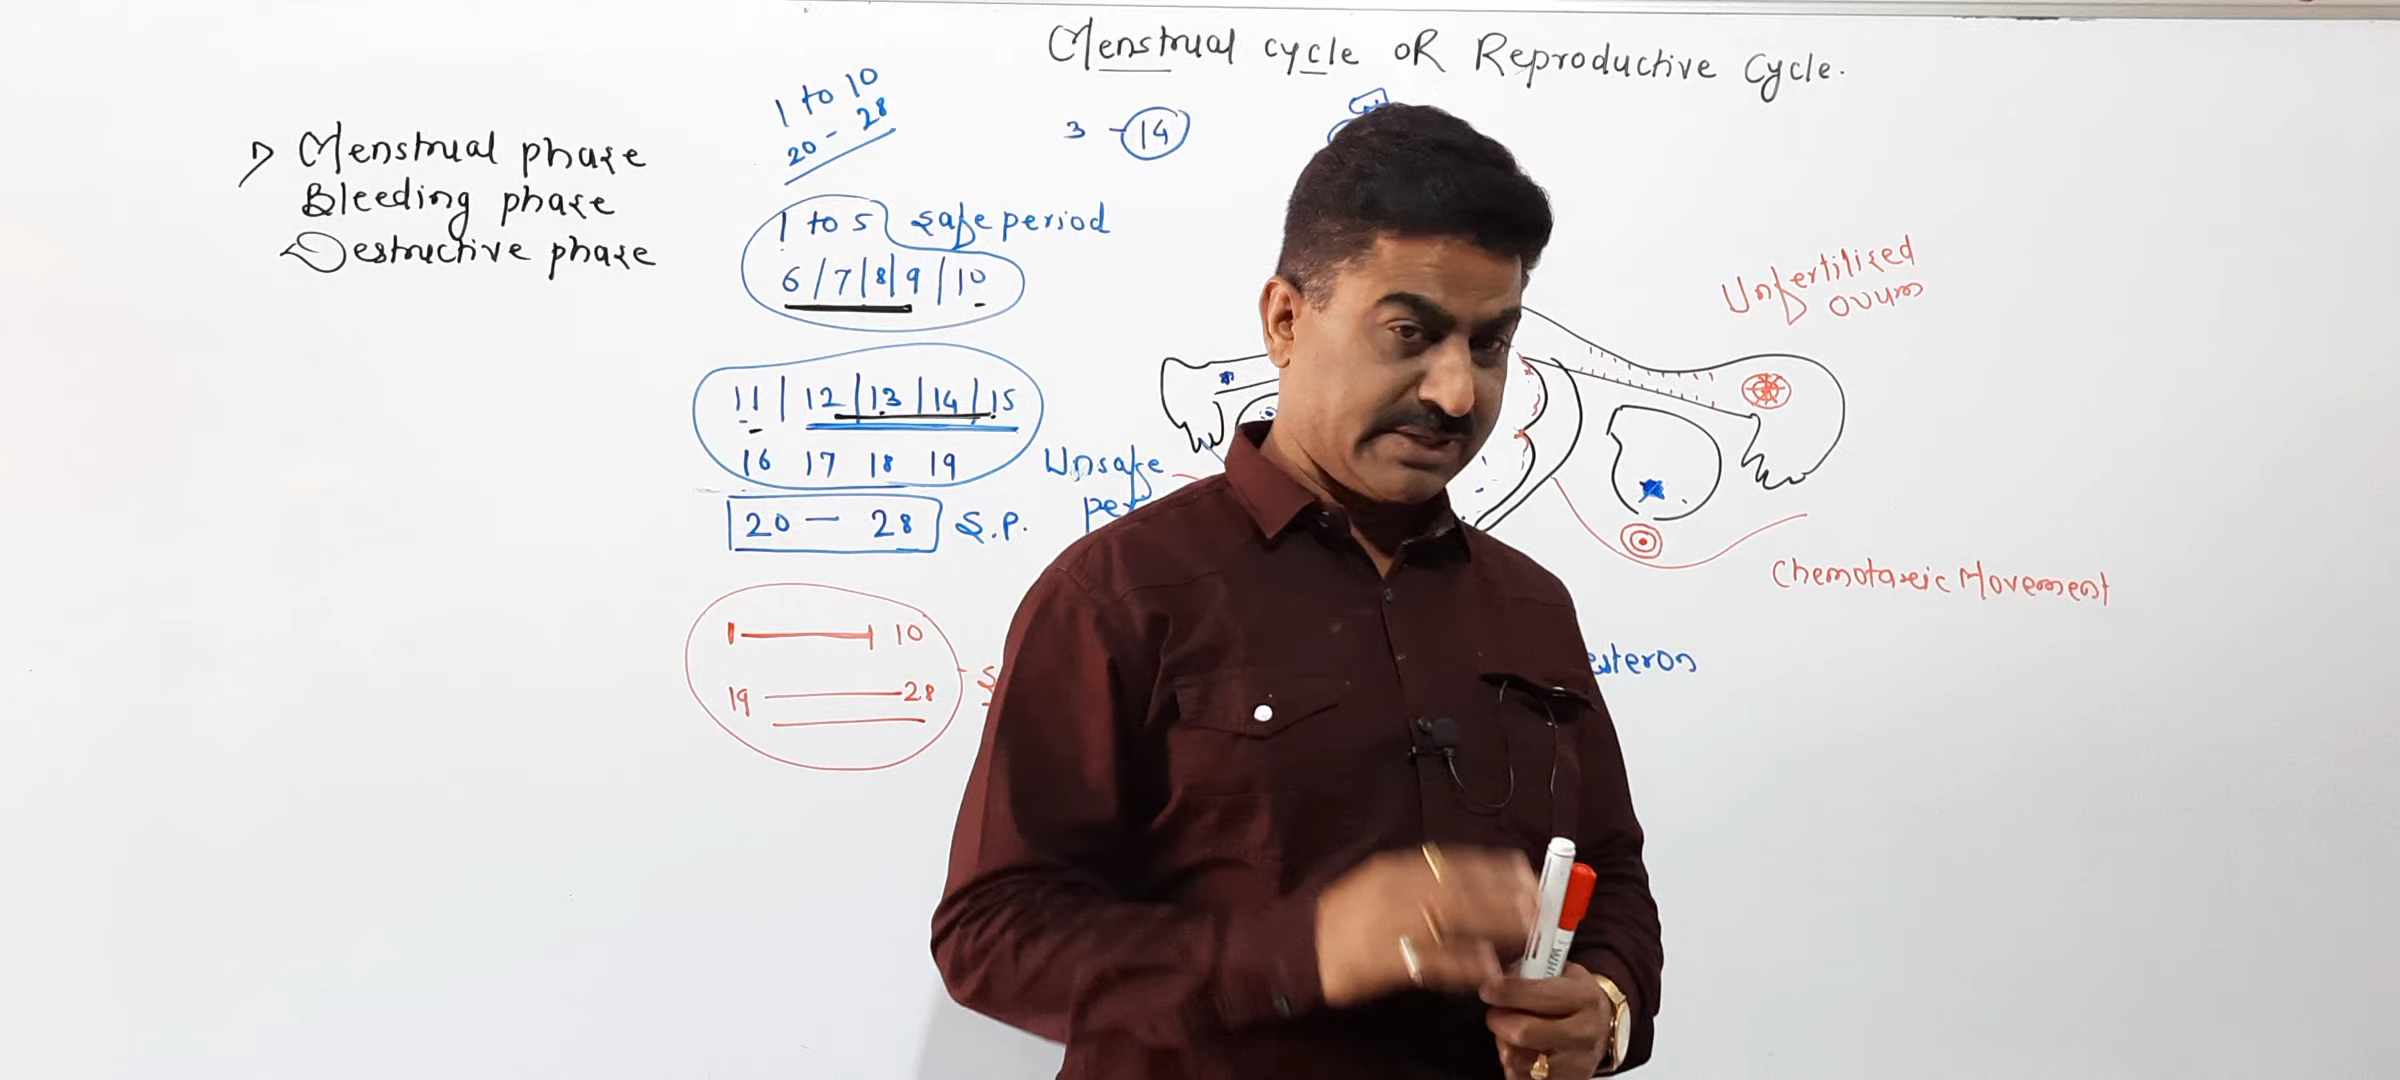 Menstrual cycle OR Reproductive Cycle.
1 to 10
20 - 28
3 - 14
Menstrual phase
Bleeding phase
Destructive phase
1 to 5 safe period
6/7/8/9/10
11/12/13/14/15
16 17 18 19
Unsafe
20 - 28 S.P.
1 10
19 28
Unfertilized
ovum
Chemotaxic Movement
esteron